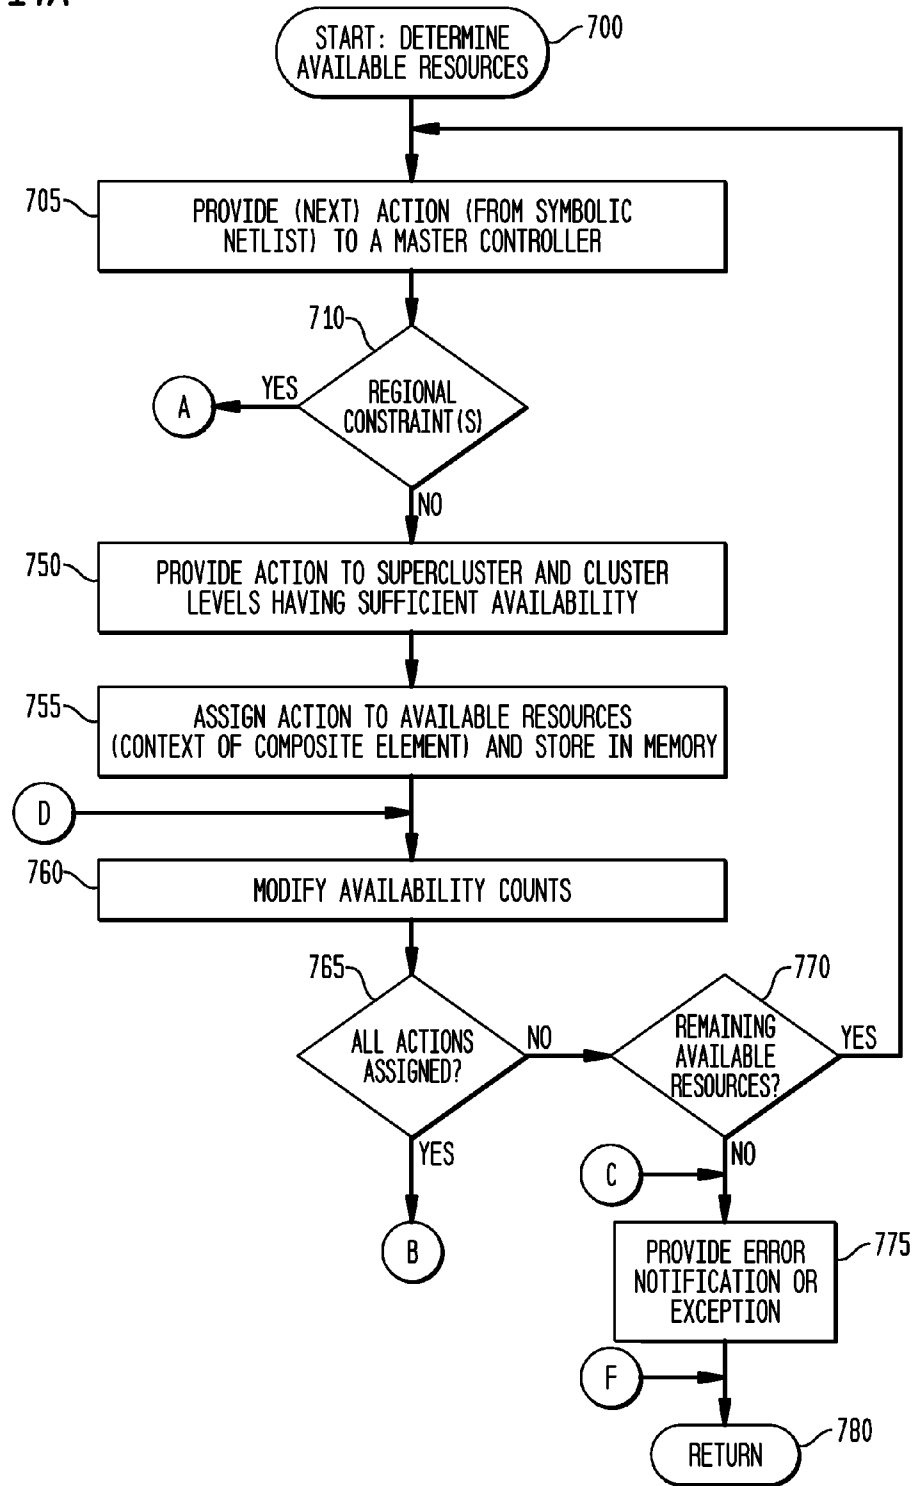 START: DETERMINE
AVAILABLE RESOURCES
700
705
PROVIDE (NEXT) ACTION (FROM SYMBOLIC
NETLIST) TO A MASTER CONTROLLER
710
REGIONAL
CONSTRAINT(S)
YES
A
NO
750
PROVIDE ACTION TO SUPERCLUSTER AND CLUSTER
LEVELS HAVING SUFFICIENT AVAILABILITY
755
ASSIGN ACTION TO AVAILABLE RESOURCES
(CONTEXT OF COMPOSITE ELEMENT) AND STORE IN MEMORY
D
760
MODIFY AVAILABILITY COUNTS
765
ALL ACTIONS
ASSIGNED?
NO
770
REMAINING
AVAILABLE
RESOURCES?
YES
YES
B
NO
C
775
PROVIDE ERROR
NOTIFICATION OR
EXCEPTION
F
780
RETURN